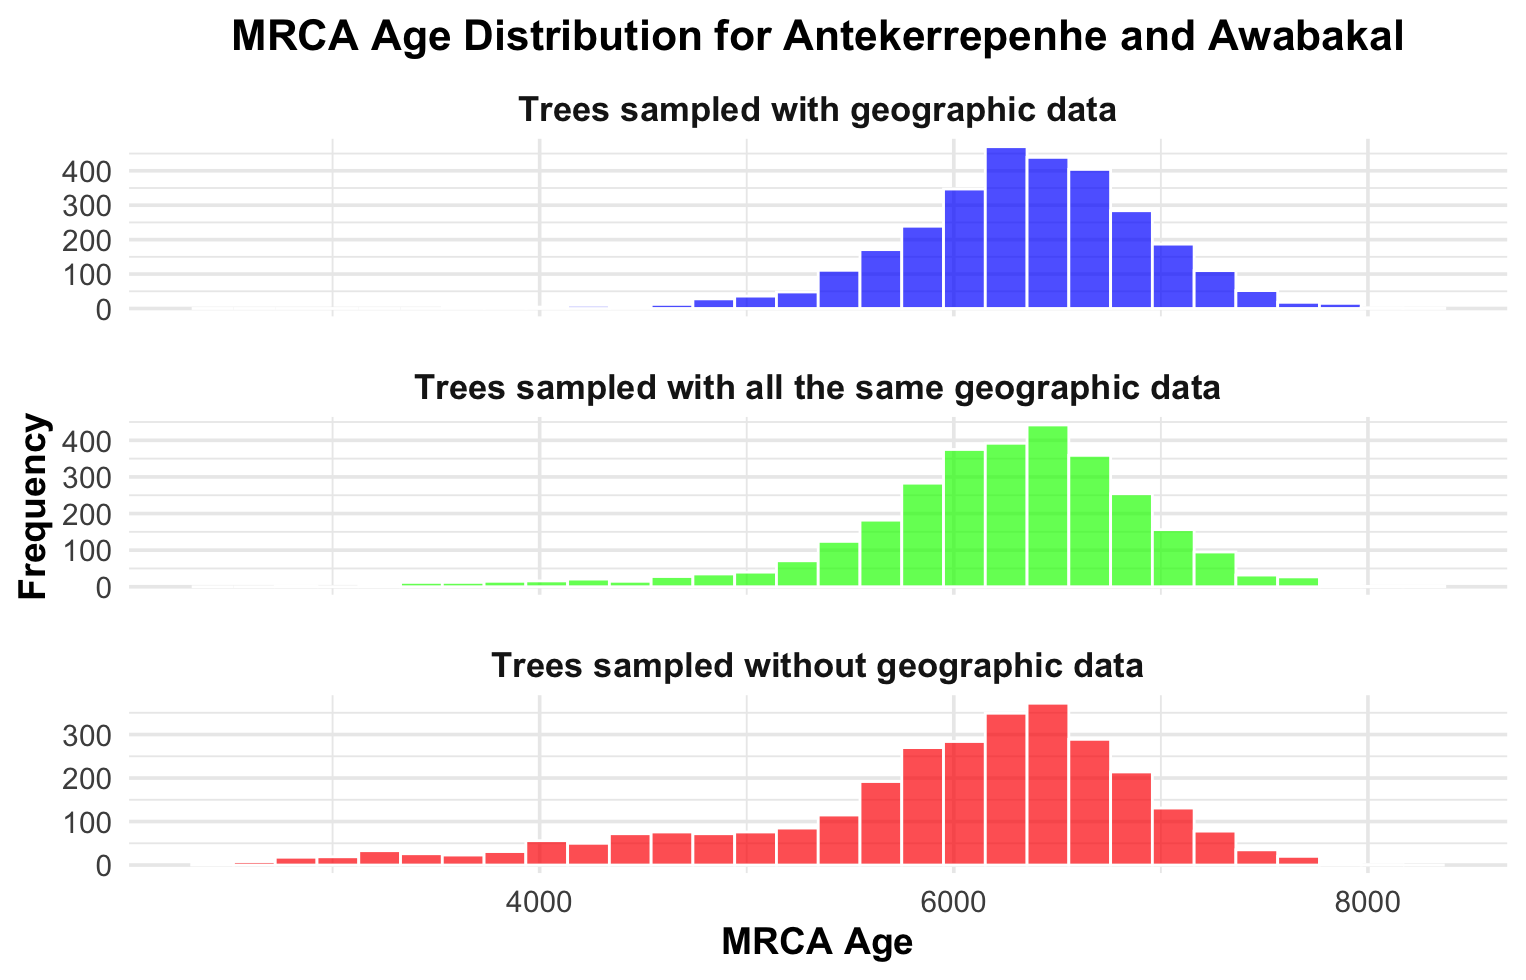 MRCA Age Distribution for Antekerrepenhe and Awabakal
Trees sampled with geographic data
400
300
200
100
0
Trees sampled with all the same geographic data
Frequency
400
300
200
100
0
Trees sampled without geographic data
300
200
100
0
4000 6000 8000
MRCA Age